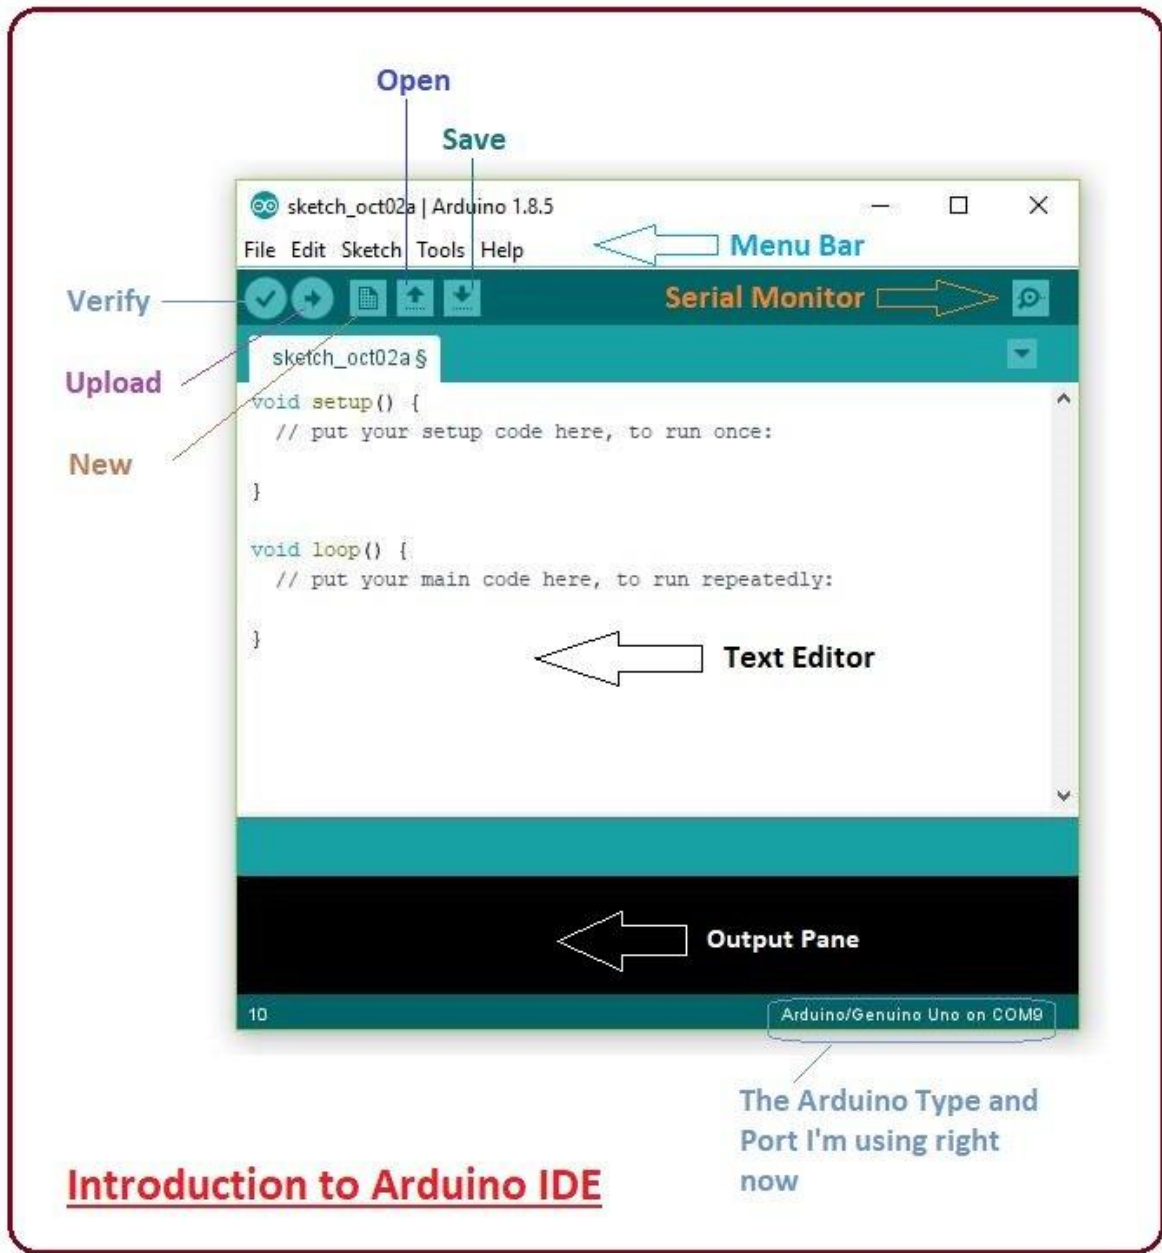 Open
Save
sketch_oct02a | Arduino 1.8.5
File Edit Sketch Tools Help
Menu Bar
Verify
Serial Monitor
sketch_oct02a §
Upload
void setup() {
// put your setup code here, to run once:
New
}
void loop() {
// put your main code here, to run repeatedly:
}
Text Editor
Output Pane
10
Arduino/Genuino Uno on COM9
The Arduino Type and
Port I'm using right
now
Introduction to Arduino IDE